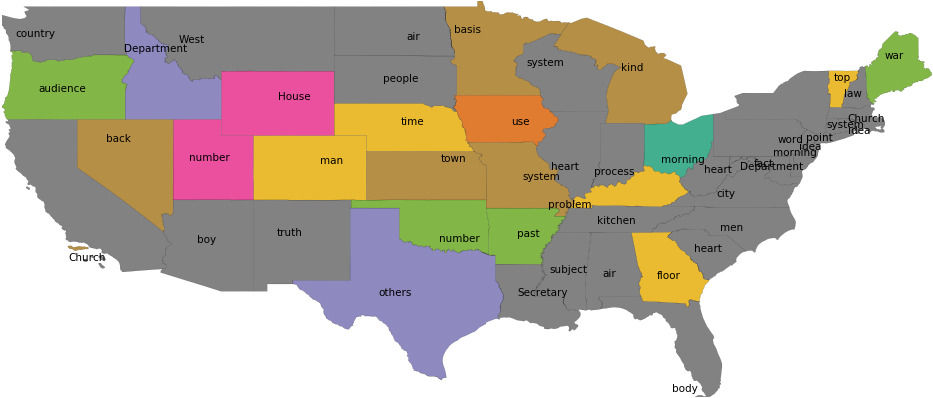 country
Department
West
air
basis
system
kind
war
audience
House
people
time
use
top
law
Church
idea
system
back
number
man
town
system
heart
process
morning
heart
word
point
idea
morning
fact
Department
city
problem
kitchen
men
boy
truth
number
past
subject
air
floor
heart
Church
others
Secretary
body